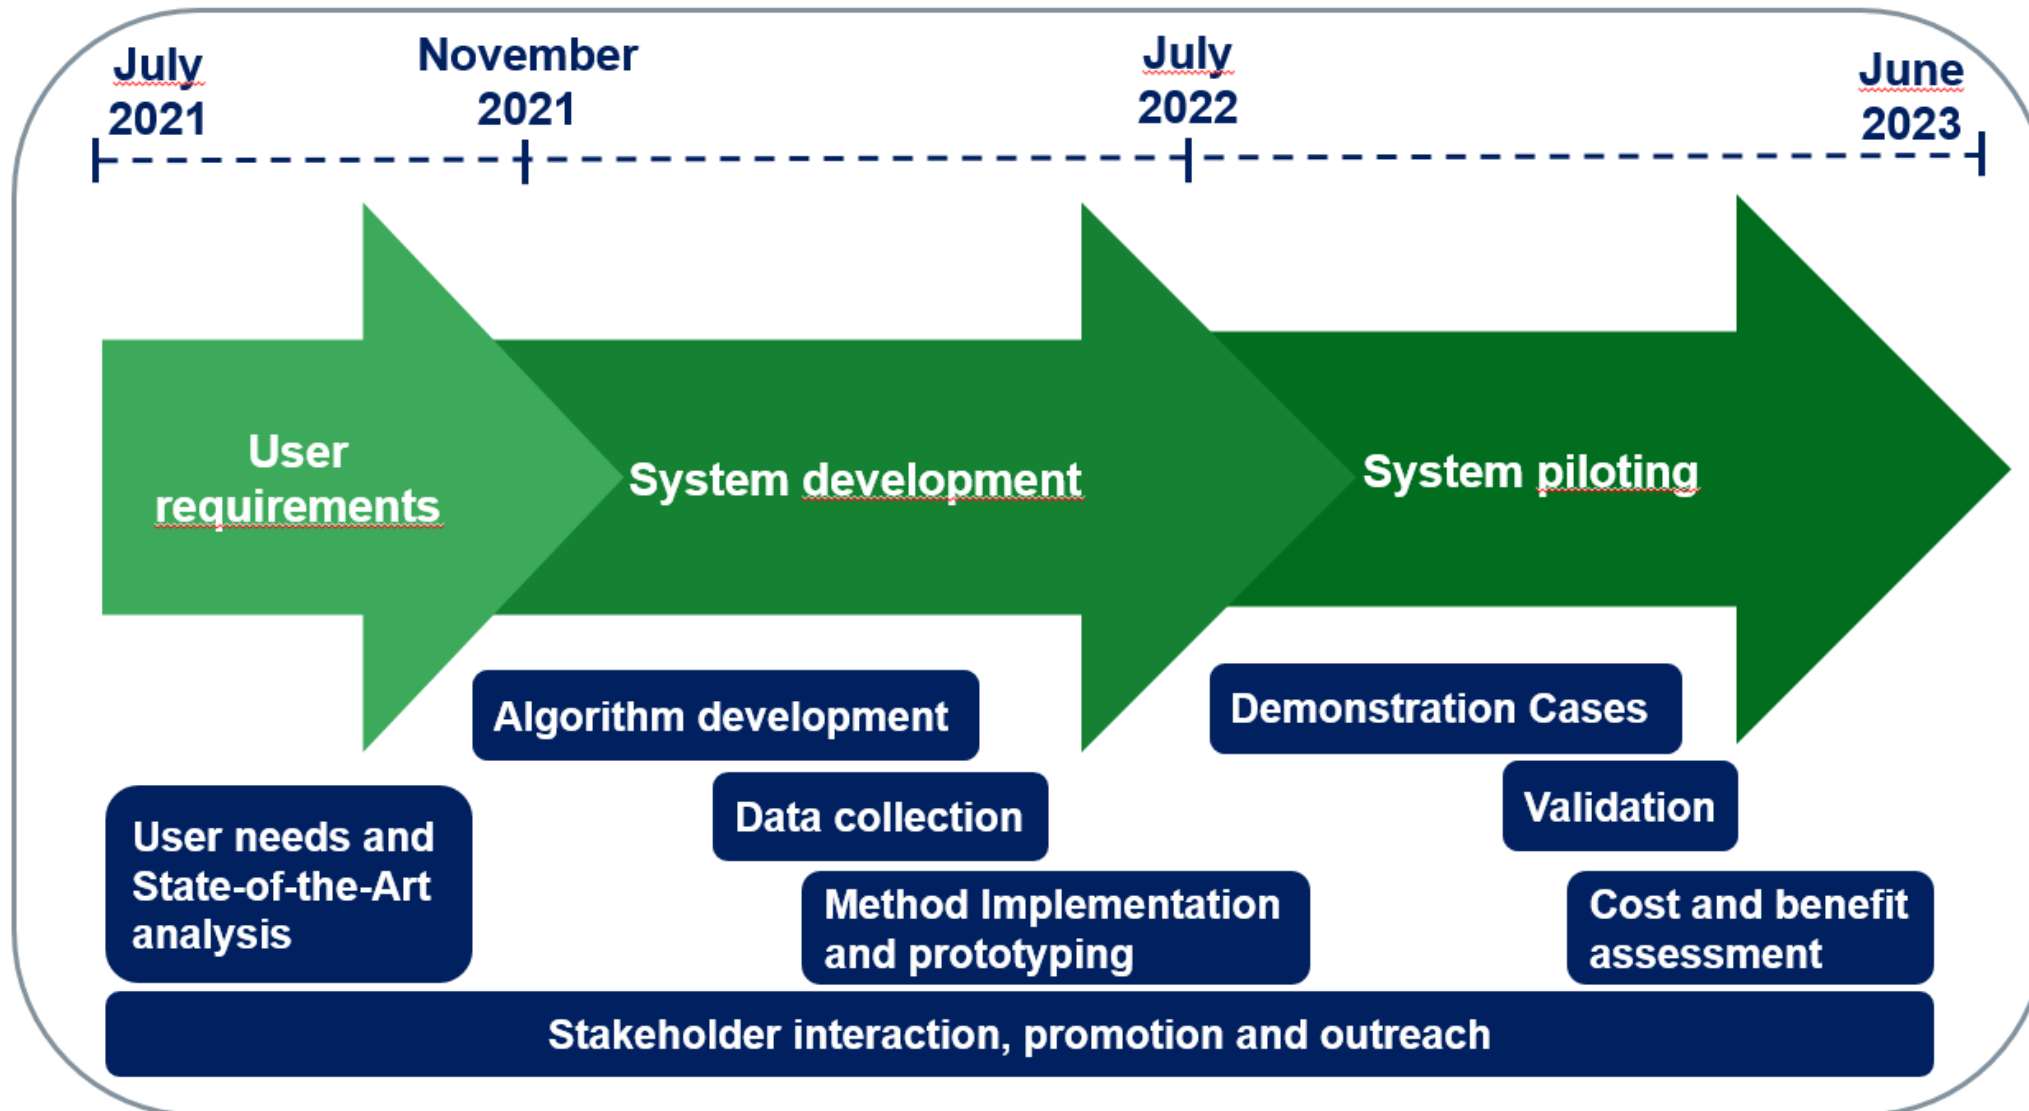 July
2021
November
2021
July
2022
June
2023
User
requirements
System development
System piloting
Algorithm development
Demonstration Cases
Data collection
Validation
User needs and
State-of-the-Art
analysis
Method Implementation
and prototyping
Cost and benefit
assessment
Stakeholder interaction, promotion and outreach